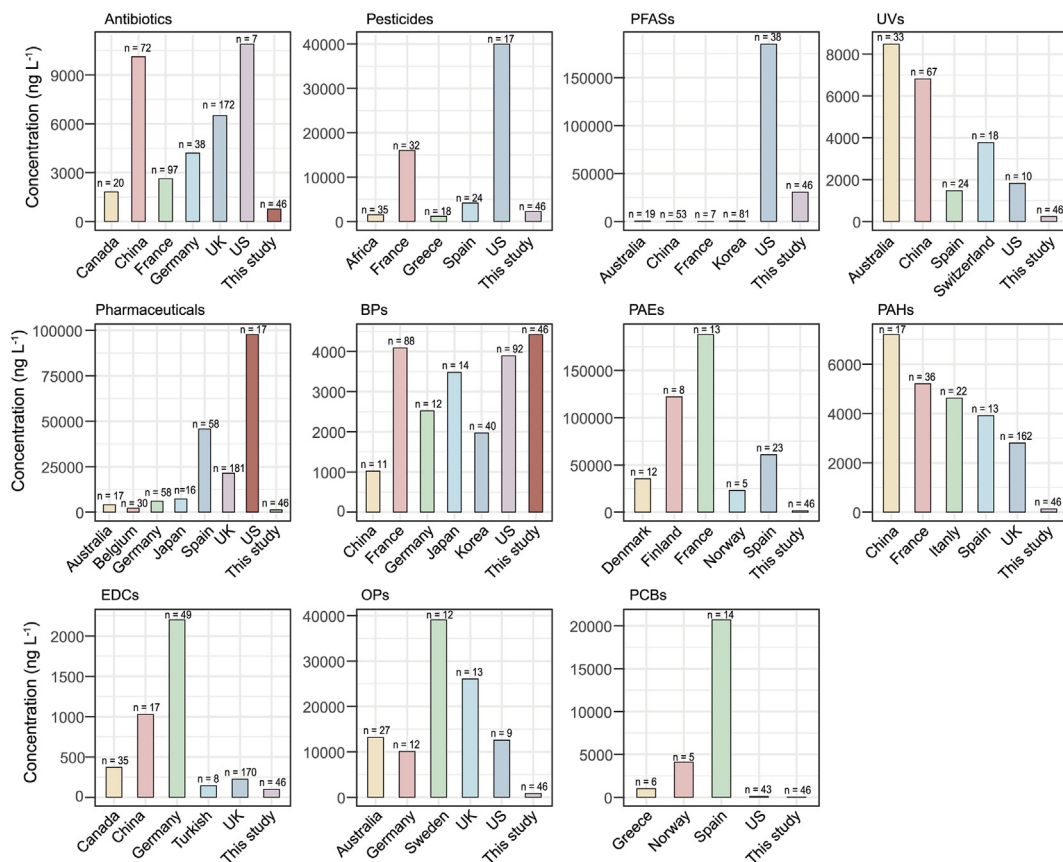 Antibiotics
Concentration (ng L⁻¹)
9000
6000
3000
0
n = 20
n = 72
n = 97
n = 38
n = 172
n = 7
n = 46
Canada
China
France
Germany
UK
US
This study
Pesticides
40000
30000
20000
10000
0
n = 35
n = 32
n = 18
n = 24
n = 17
n = 46
Africa
France
Greece
Spain
US
This study
PFASs
150000
100000
50000
0
n = 19
n = 53
n = 7
n = 81
n = 38
n = 46
Australia
China
France
Korea
US
This study
UVs
8000
6000
4000
2000
0
n = 33
n = 67
n = 24
n = 18
n = 10
n = 46
Australia
China
Spain
Switzerland
US
This study
Pharmaceuticals
Concentration (ng L⁻¹)
100000
75000
50000
25000
0
n = 17
n = 30
n = 58
n=16
n = 58
n = 181
n = 17
n = 46
Australia
Belgium
Germany
Japan
Spain
UK
US
This study
BPs
4000
3000
2000
1000
0
n = 11
n = 88
n = 12
n = 14
n = 40
n = 92
n = 46
China
France
Germany
Japan
Korea
US
This study
PAEs
150000
100000
50000
0
n = 12
n = 8
n = 13
n = 5
n = 23
n = 46
Denmark
Finland
France
Norway
Spain
This study
PAHs
6000
4000
2000
0
n = 17
n = 36
n = 22
n = 13
n = 162
n = 46
China
France
Itanly
Spain
UK
This study
EDCs
Concentration (ng L⁻¹)
2000
1500
1000
500
0
n = 35
n = 17
n = 49
n = 8
n = 170
n = 46
Canada
China
Germany
Turkish
UK
This study
OPs
40000
30000
20000
10000
0
n = 27
n = 12
n = 12
n = 13
n = 9
n = 46
Australia
Germany
Sweden
UK
US
This study
PCBs
20000
15000
10000
5000
0
n = 6
n = 5
n = 14
n = 43
n = 46
Greece
Norway
Spain
US
This study